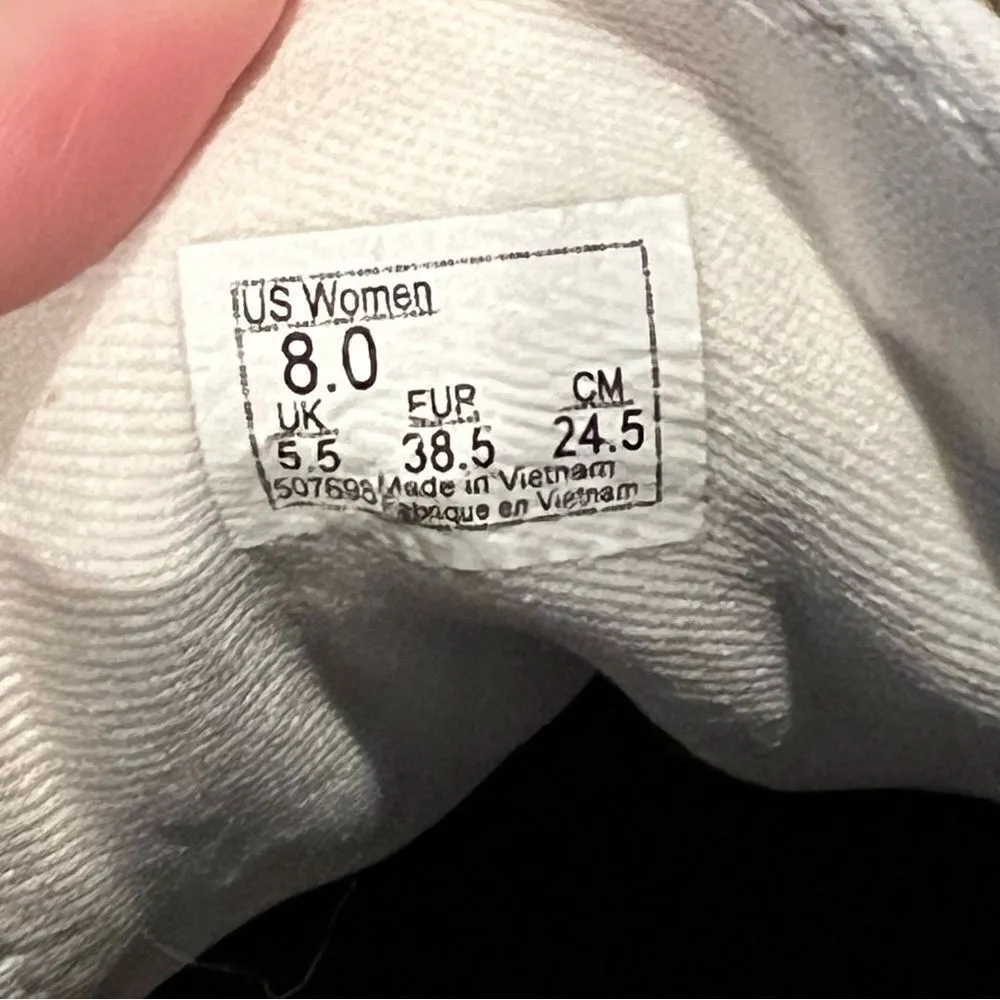 US Women
8.0
UK EUR CM
5.5 38.5 24.5
507698 Made in Vietnam
Fabrique en Vietnam